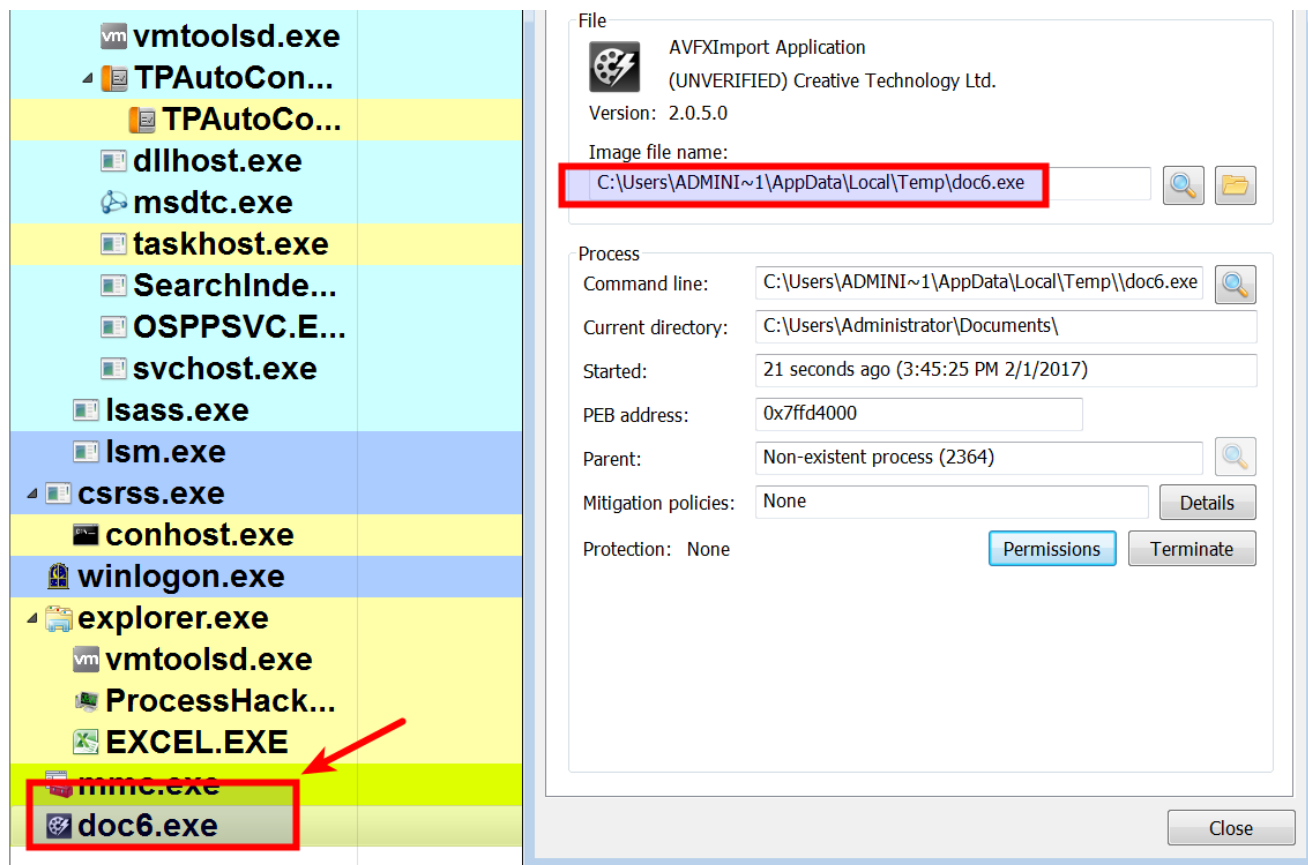 vmtoolsd.exe
TPAutoCon...
TPAutoCo...
dllhost.exe
msdtc.exe
taskhost.exe
SearchInde...
OSPPSVC.E...
svchost.exe
lsass.exe
lsm.exe
csrss.exe
conhost.exe
winlogon.exe
explorer.exe
vmtoolsd.exe
ProcessHack...
EXCEL.EXE
mmc.exe
doc6.exe
File
AVFXImport Application
(UNVERIFIED) Creative Technology Ltd.
Version: 2.0.5.0
Image file name:
C:\Users\ADMINI~1\AppData\Local\Temp\doc6.exe
Process
Command line: C:\Users\ADMINI~1\AppData\Local\Temp\\doc6.exe
Current directory: C:\Users\Administrator\Documents\
Started: 21 seconds ago (3:45:25 PM 2/1/2017)
PEB address: 0x7ffd4000
Parent: Non-existent process (2364)
Mitigation policies: None Details
Protection: None Permissions Terminate
Close